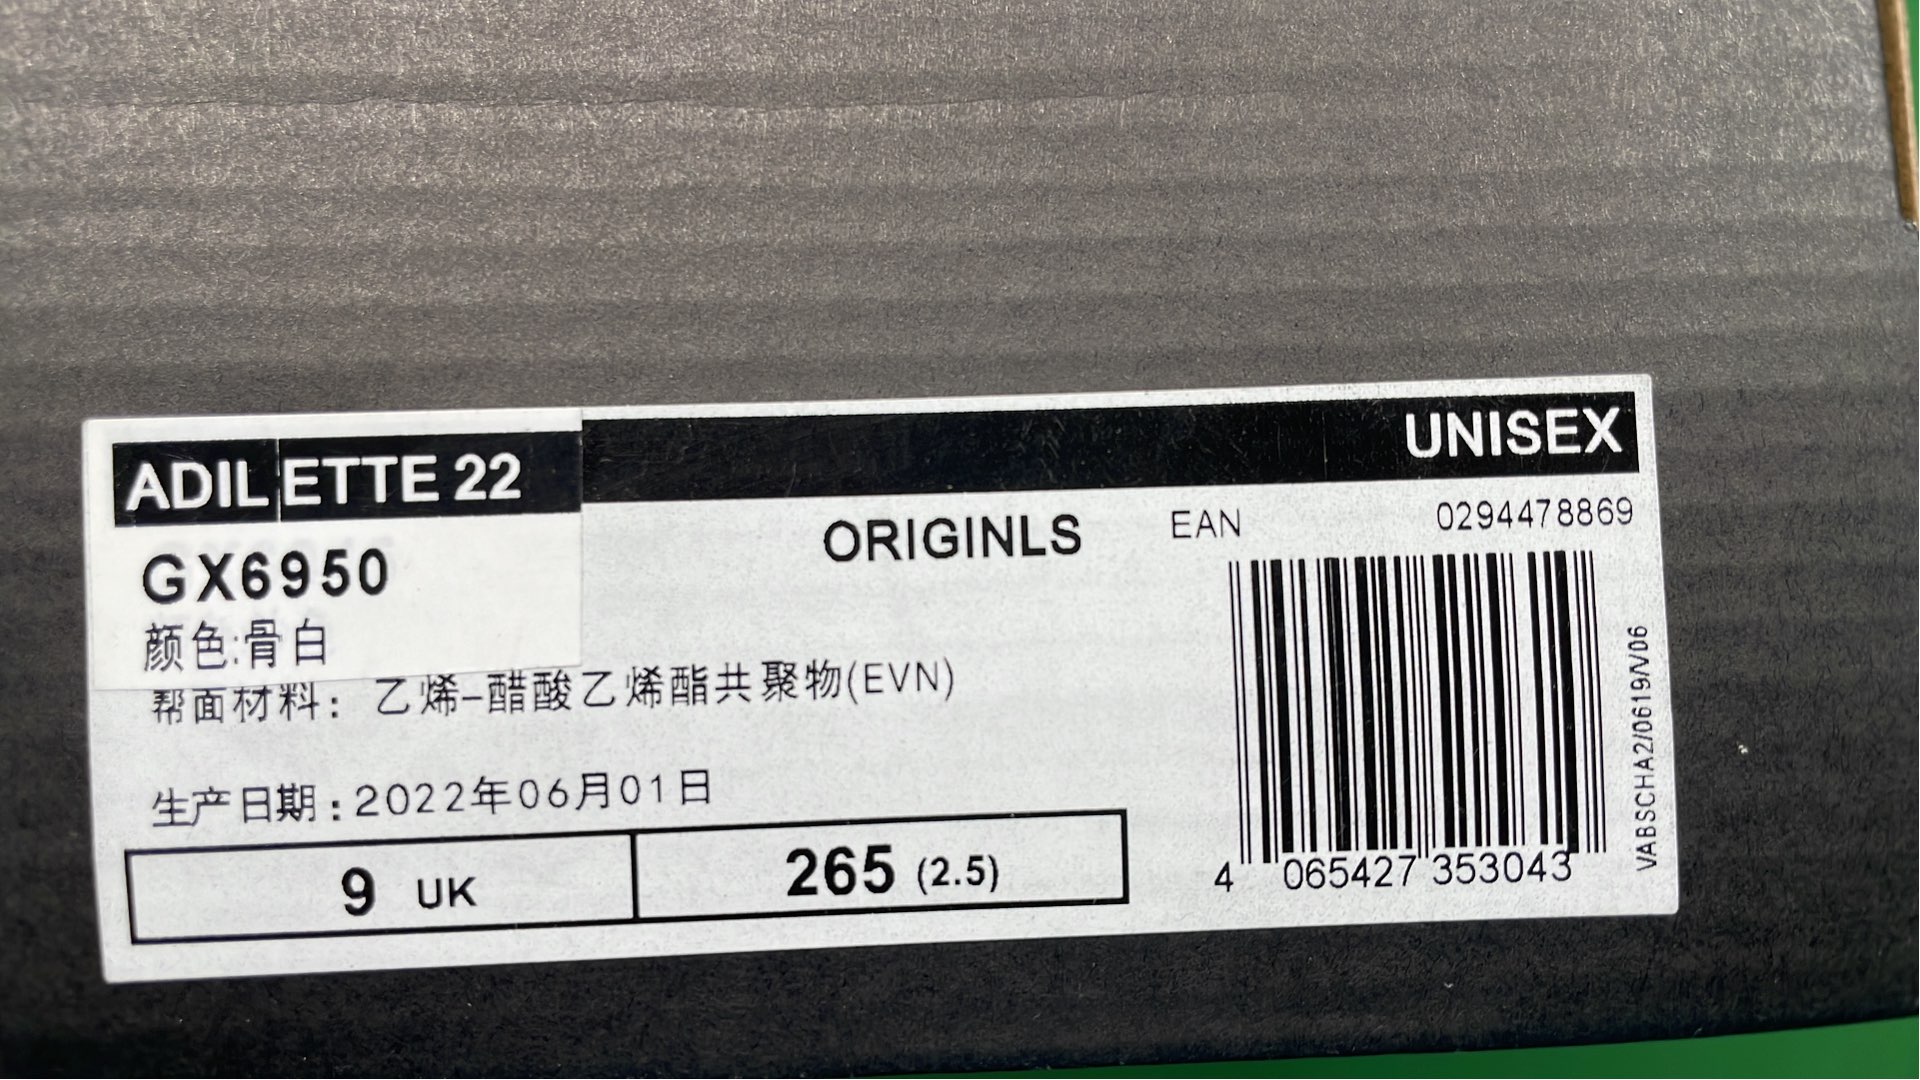 ADILETTE 22
UNISEX
GX6950
ORIGINLS
EAN
0294478869
颜色:骨白
帮面材料: 乙烯-醋酸乙烯酯共聚物(EVN)
生产日期:2022年06月01日
9 UK
265 (2.5)
4 065427 353043
VABSCHA2/0619/V06